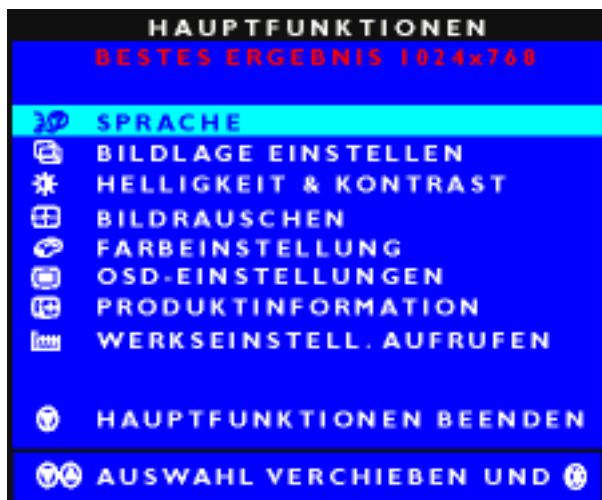 HAUPTFUNKTIONEN
BESTES ERGEBNIS 1024x768
SPRACHE
BILDLAGE EINSTELLEN
HELLIGKEIT & KONTRAST
BILDRAUSCHEN
FARBEINSTELLUNG
OSD-EINSTELLUNGEN
PRODUKTINFORMATION
WERKSEINSTELL. AUFRUFEN
HAUPTFUNKTIONEN BEENDEN
AUSWAHL VERCHIEBEN UND